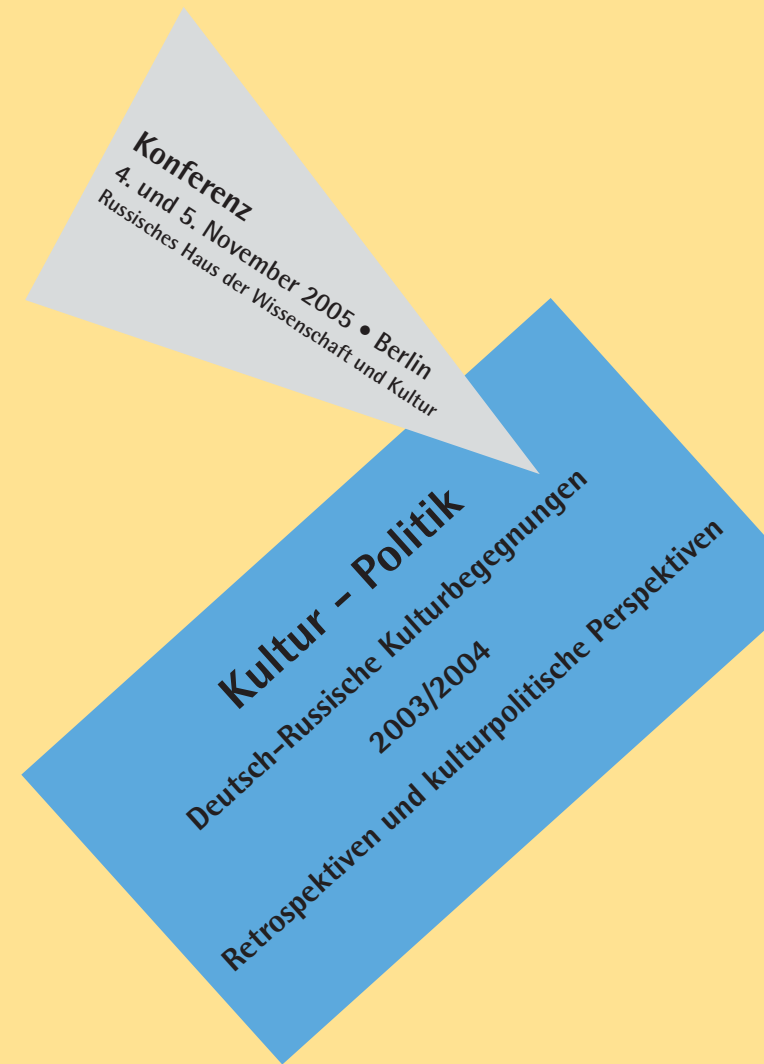 Konferenz
4. und 5. November 2005 • Berlin
Russisches Haus der Wissenschaft und Kultur
Kultur – Politik
Deutsch-Russische Kulturbegegnungen
2003/2004
Retrospektiven und kulturpolitische Perspektiven